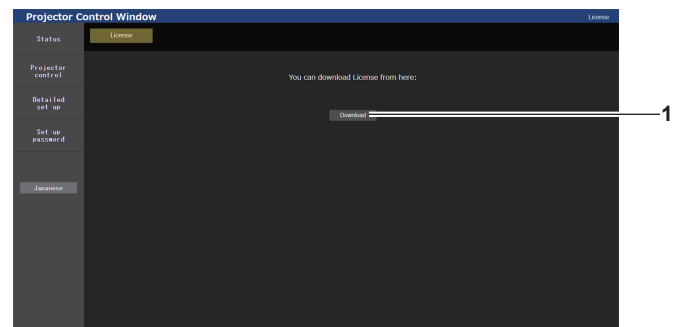 Projector Control Window
License
Status
License
Projector
control
You can download License from here:
Detailed
set up
Download
1
Set up
password
Japanese